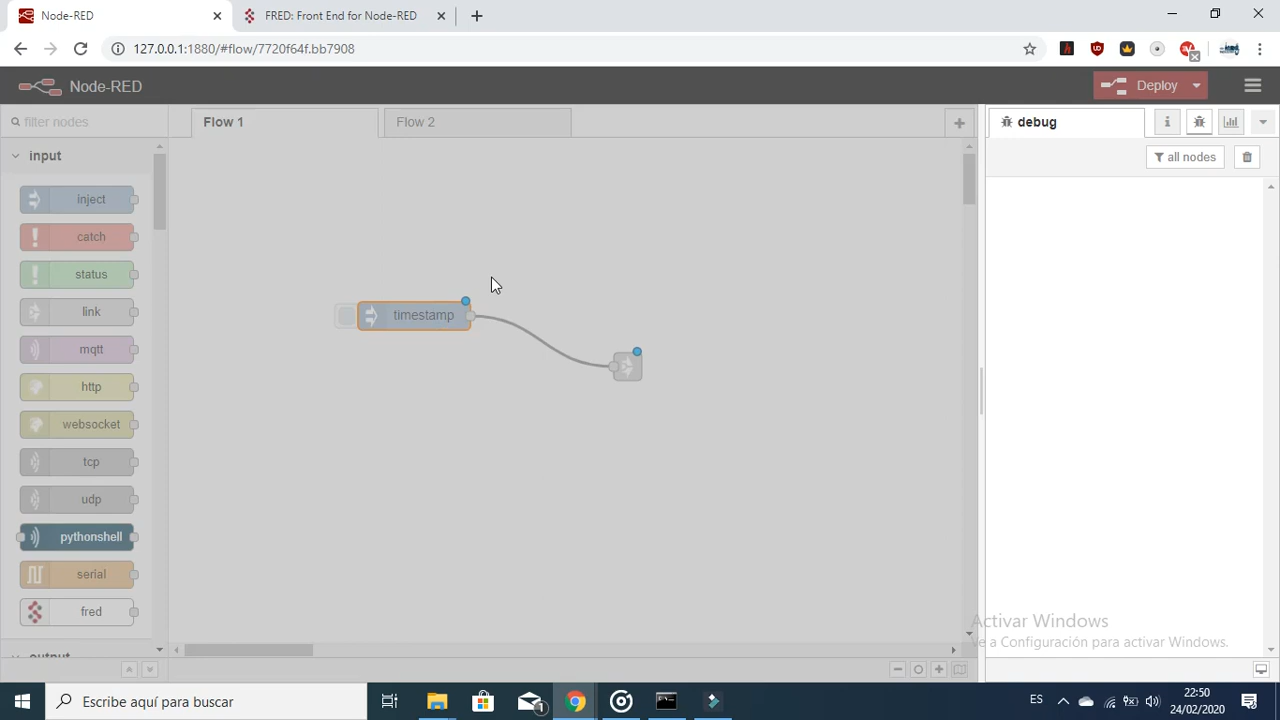 Node-RED
FRED: Front End for Node-RED
127.0.0.1:1880/#flow/7720f64f.bb7908
Node-RED
Deploy
filter nodes
Flow 1
Flow 2
debug
input
all nodes
inject
catch
status
link
timestamp
mqtt
http
websocket
tcp
udp
pythonshell
serial
fred
output
Activar Windows
Ve a Configuración para activar Windows.
Escribe aquí para buscar
1
ES
22:50
24/02/2020